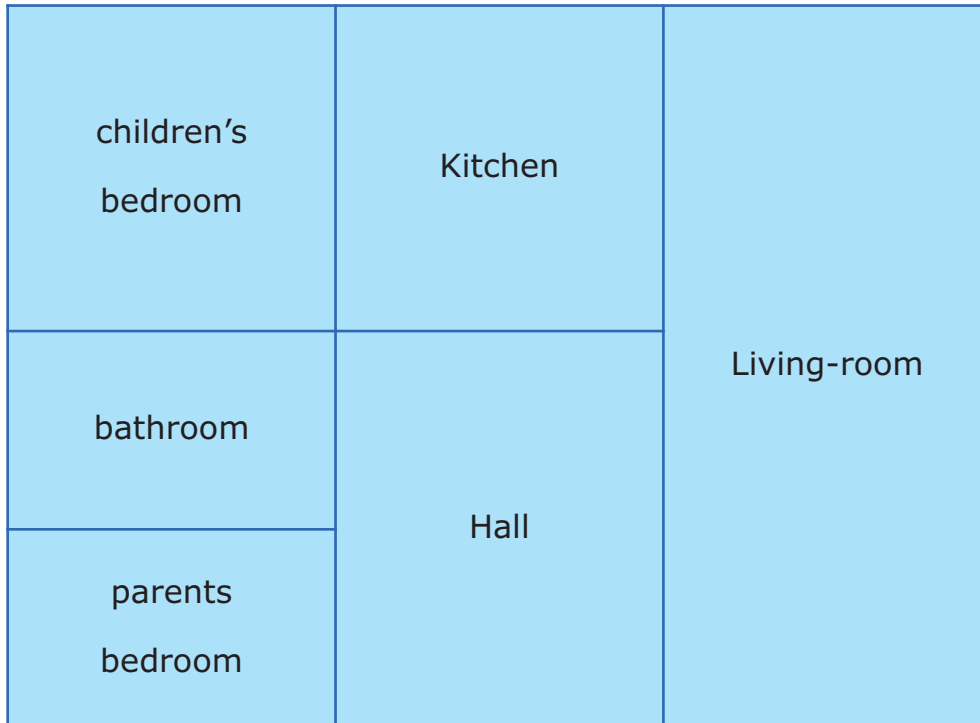 children’s
bedroom
Kitchen
Living-room
bathroom
Hall
parents
bedroom